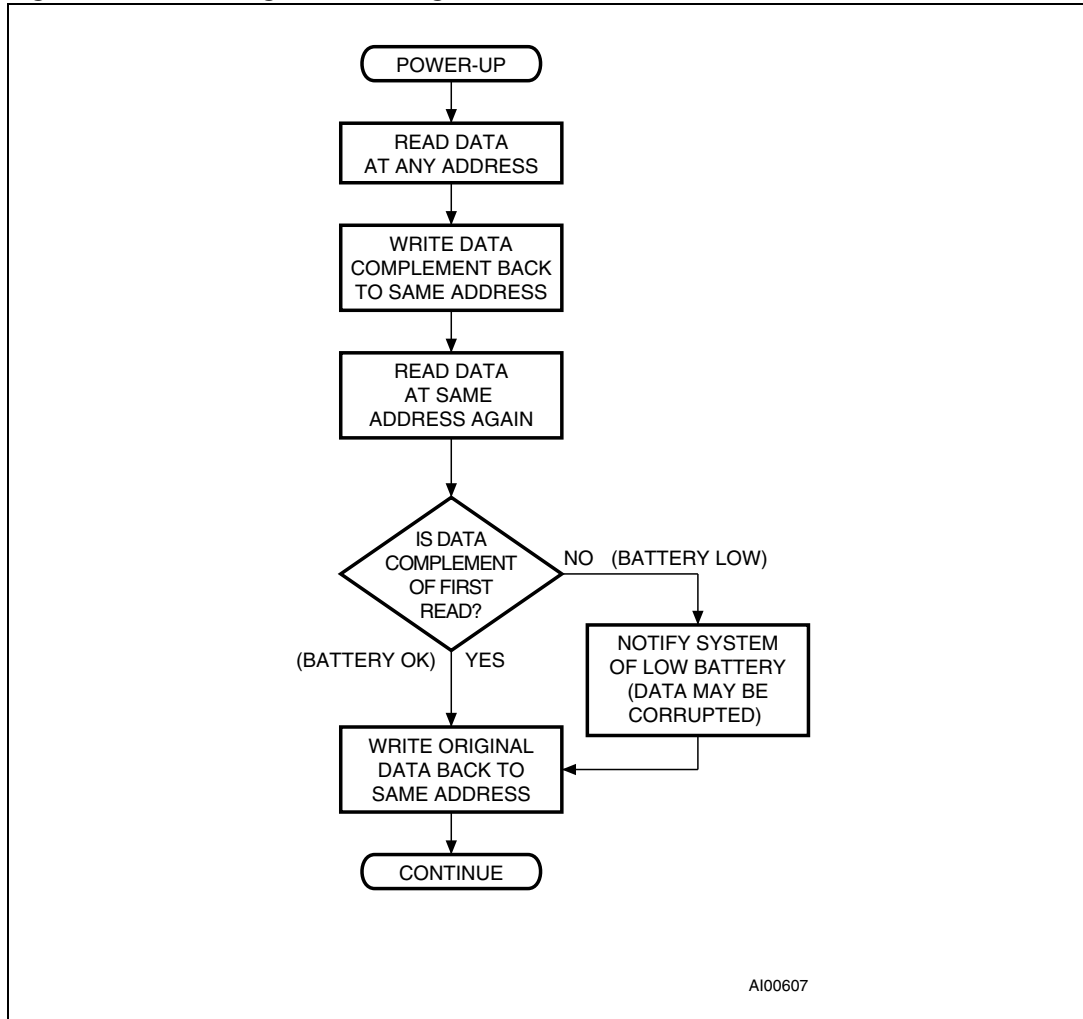 POWER-UP
READ DATA
AT ANY ADDRESS
WRITE DATA
COMPLEMENT BACK
TO SAME ADDRESS
READ DATA
AT SAME
ADDRESS AGAIN
IS DATA
COMPLEMENT
OF FIRST
READ?
NO (BATTERY LOW)
(BATTERY OK) YES
NOTIFY SYSTEM
OF LOW BATTERY
(DATA MAY BE
CORRUPTED)
WRITE ORIGINAL
DATA BACK TO
SAME ADDRESS
CONTINUE
AI00607